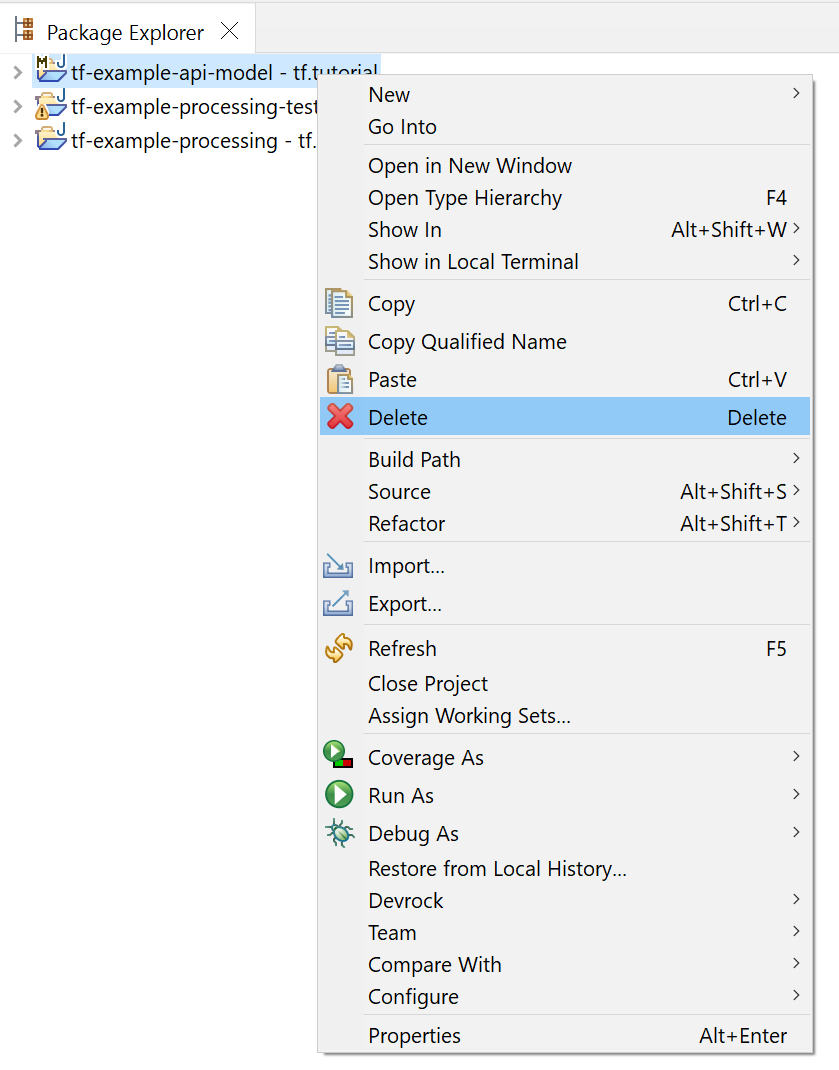 Package Explorer
tf-example-api-model - tf.tutorial
tf-example-processing-test
tf-example-processing - tf.
New
Go Into
Open in New Window
Open Type Hierarchy F4
Show In Alt+Shift+W
Show in Local Terminal
Copy Ctrl+C
Copy Qualified Name
Paste Ctrl+V
Delete Delete
Build Path
Source Alt+Shift+S
Refactor Alt+Shift+T
Import...
Export...
Refresh F5
Close Project
Assign Working Sets...
Coverage As
Run As
Debug As
Restore from Local History...
Devrock
Team
Compare With
Configure
Properties Alt+Enter